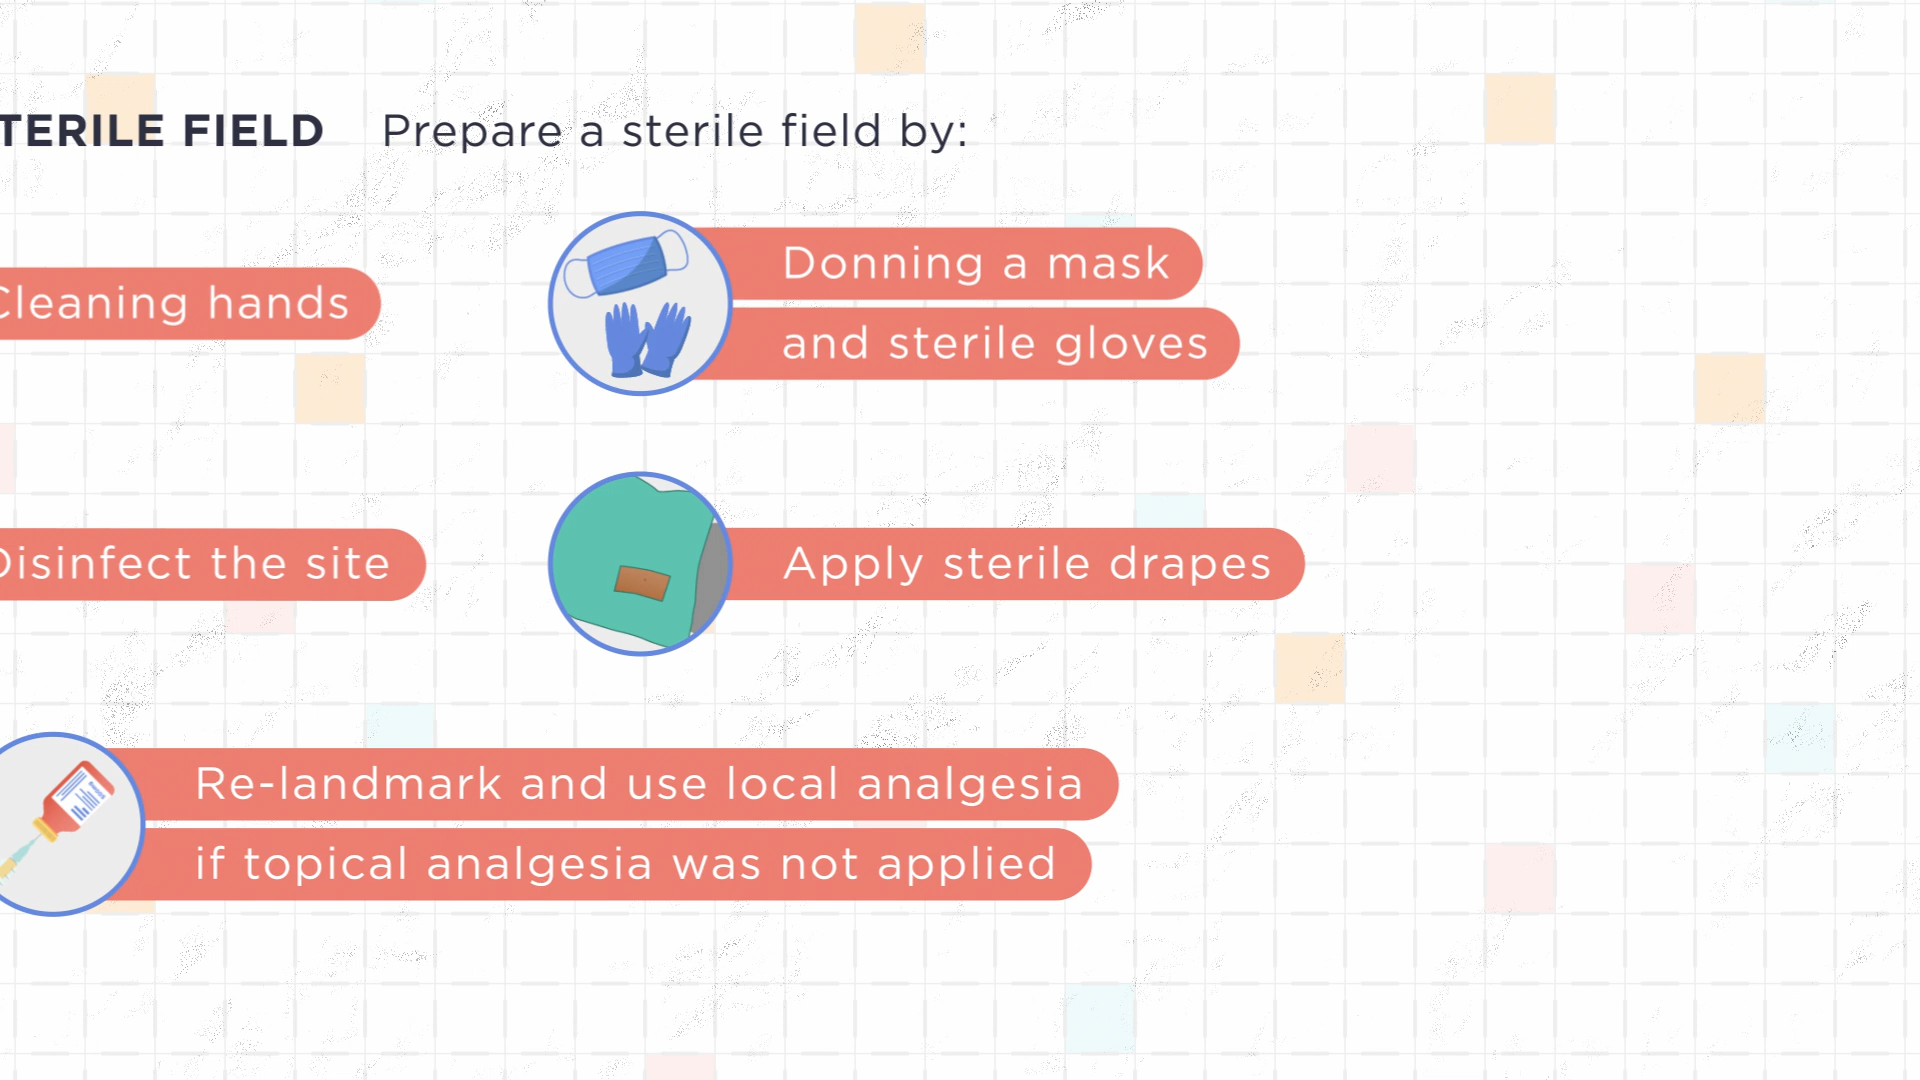 TERILE FIELD Prepare a sterile field by:
Cleaning hands
Donning a mask
and sterile gloves
Disinfect the site
Apply sterile drapes
Re-landmark and use local analgesia
if topical analgesia was not applied